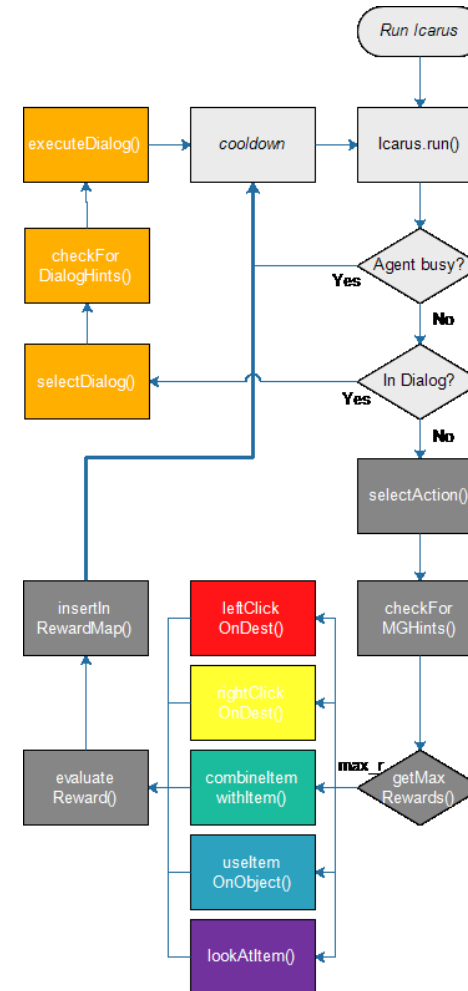 Run Icarus
executeDialog()
cooldown
Icarus.run()
checkFor
DialogHints()
Agent busy?
Yes
No
selectDialog()
In Dialog?
Yes
No
selectAction()
insertIn
RewardMap()
leftClick
OnDest()
checkFor
MGHints()
rightClick
OnDest()
evaluate
Reward()
combineItem
withItem()
max_r
getMax
Rewards()
useItem
OnObject()
lookAtItem()